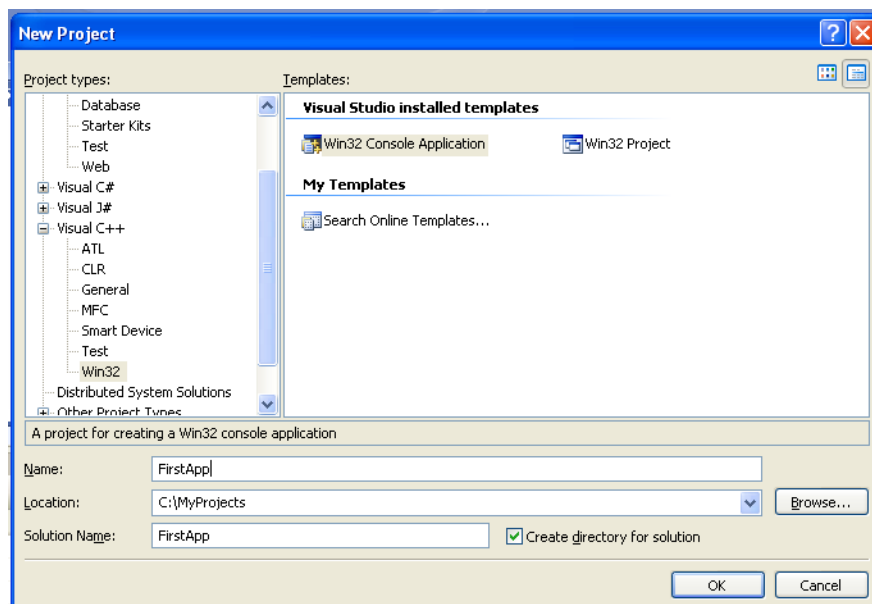 New Project
Project types:
Templates:
Database
Starter Kits
Test
Web
Visual C#
Visual J#
Visual C++
ATL
CLR
General
MFC
Smart Device
Test
Win32
Distributed System Solutions
Other Project Types
Visual Studio installed templates
Win32 Console Application
Win32 Project
My Templates
Search Online Templates...
A project for creating a Win32 console application
Name: FirstApp
Location: C:\MyProjects Browse...
Solution Name: FirstApp Create directory for solution
OK Cancel